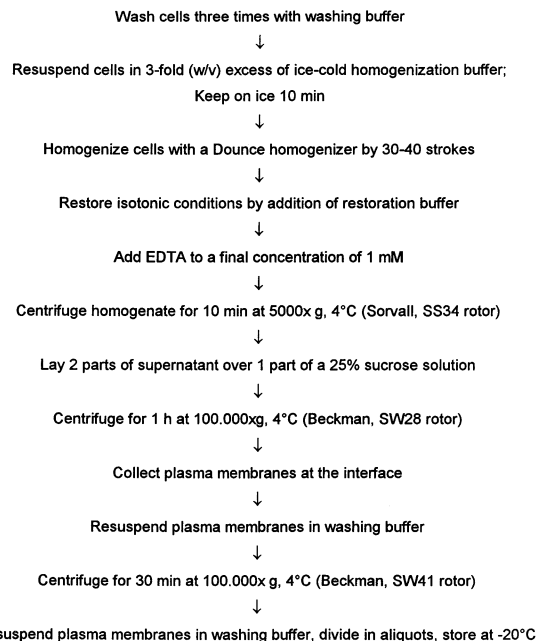 Wash cells three times with washing buffer
↓
Resuspend cells in 3-fold (w/v) excess of ice-cold homogenization buffer;
Keep on ice 10 min
↓
Homogenize cells with a Dounce homogenizer by 30-40 strokes
↓
Restore isotonic conditions by addition of restoration buffer
↓
Add EDTA to a final concentration of 1 mM
↓
Centrifuge homogenate for 10 min at 5000x g, 4°C (Sorvall, SS34 rotor)
↓
Lay 2 parts of supernatant over 1 part of a 25% sucrose solution
↓
Centrifuge for 1 h at 100.000xg, 4°C (Beckman, SW28 rotor)
↓
Collect plasma membranes at the interface
↓
Resuspend plasma membranes in washing buffer
↓
Centrifuge for 30 min at 100.000x g, 4°C (Beckman, SW41 rotor)
↓
suspend plasma membranes in washing buffer, divide in aliquots, store at -20°C